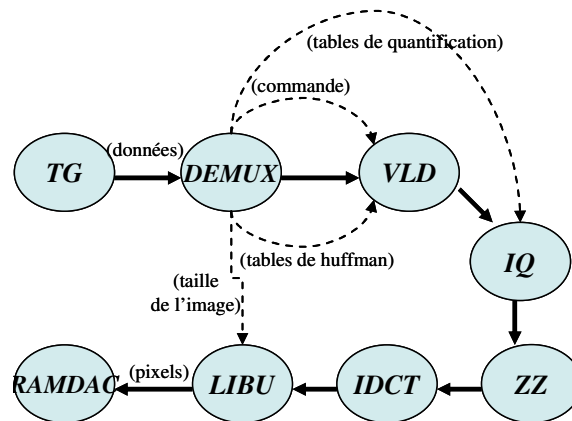 (tables de quantification)
(commande)
(données)
TG
DEMUX
VLD
IQ
(tables de huffman)
(taille
de l'image)
RAMDAC
(pixels)
LIBU
IDCT
ZZ